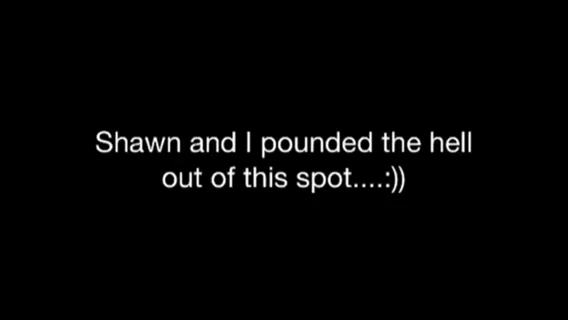 Shawn and I pounded the hell
out of this spot....:))